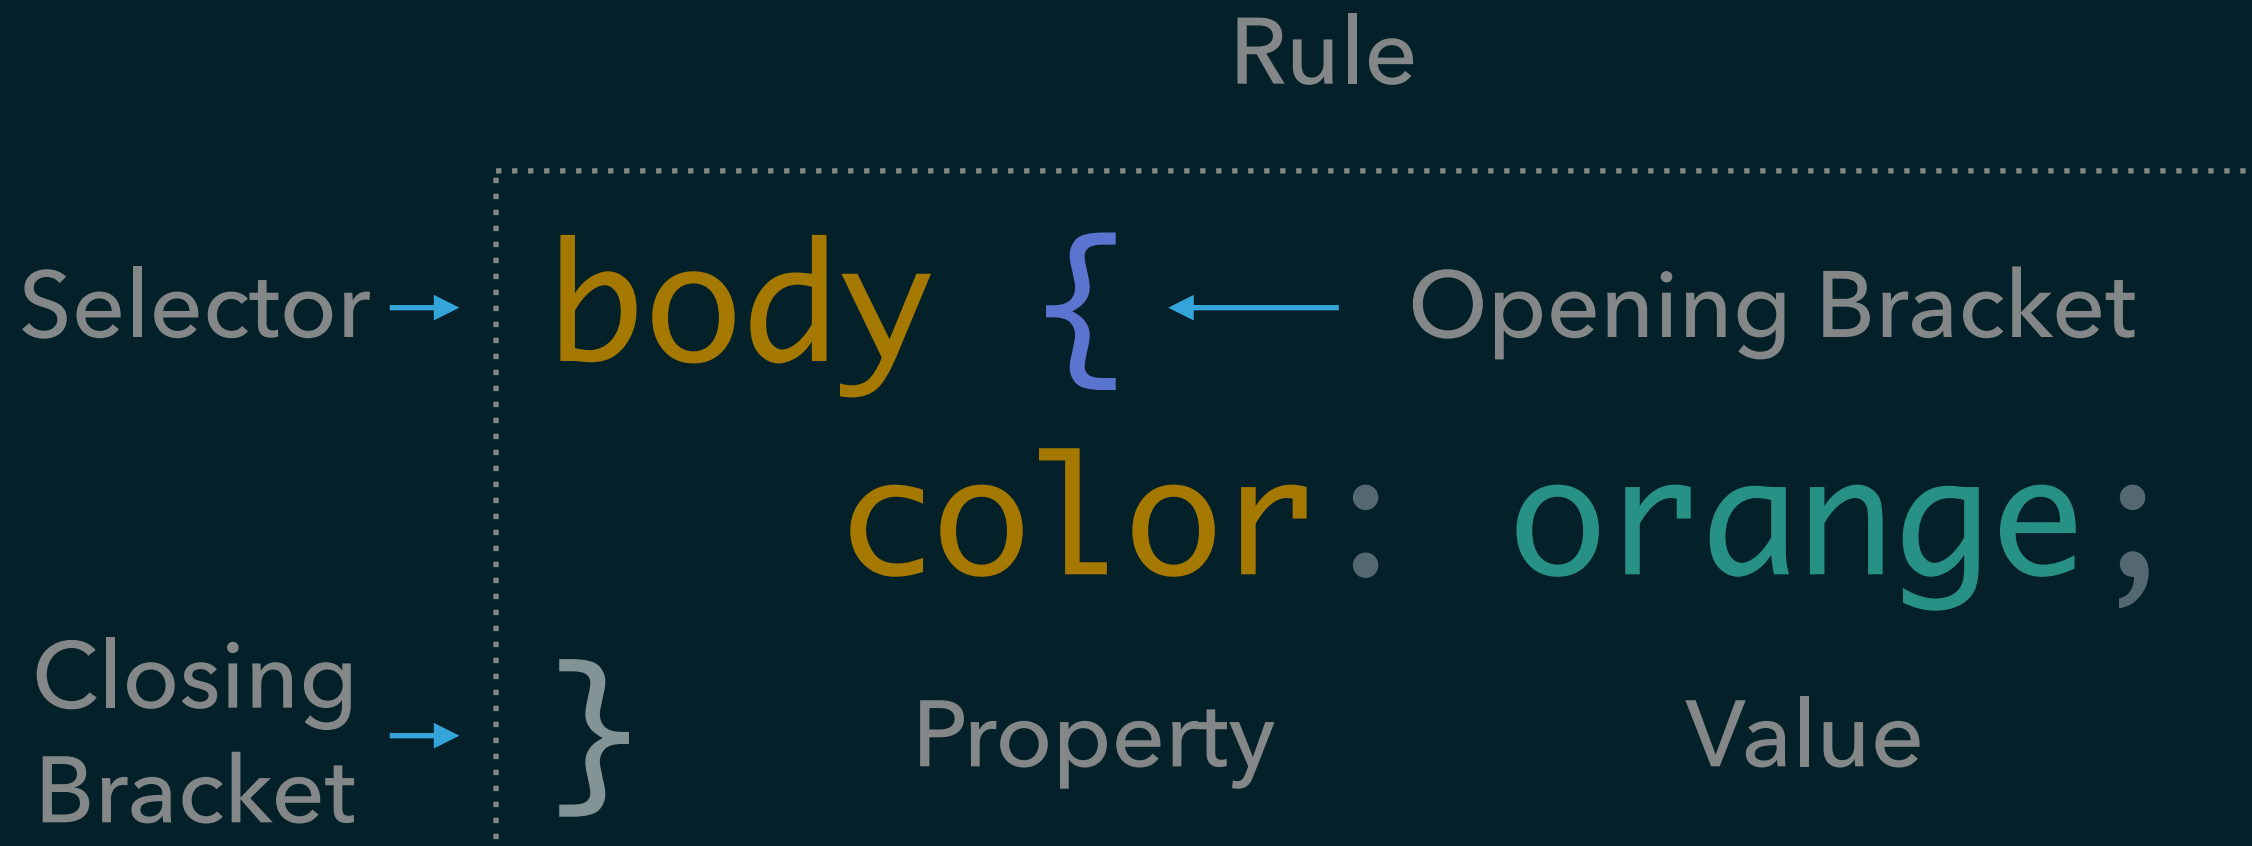 Rule
Selector body { Opening Bracket
color: orange;
Closing
Bracket
} Property Value